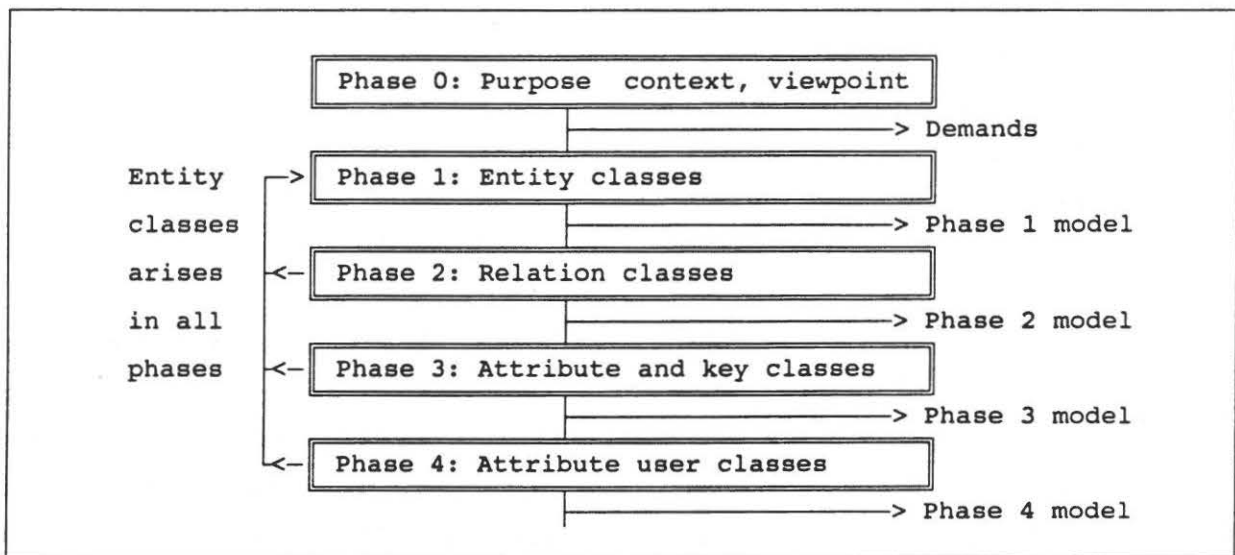 Phase 0: Purpose context, viewpoint
> Demands
Entity > Phase 1: Entity classes
classes > Phase 1 model
arises < Phase 2: Relation classes
in all > Phase 2 model
phases < Phase 3: Attribute and key classes
> Phase 3 model
< Phase 4: Attribute user classes
> Phase 4 model